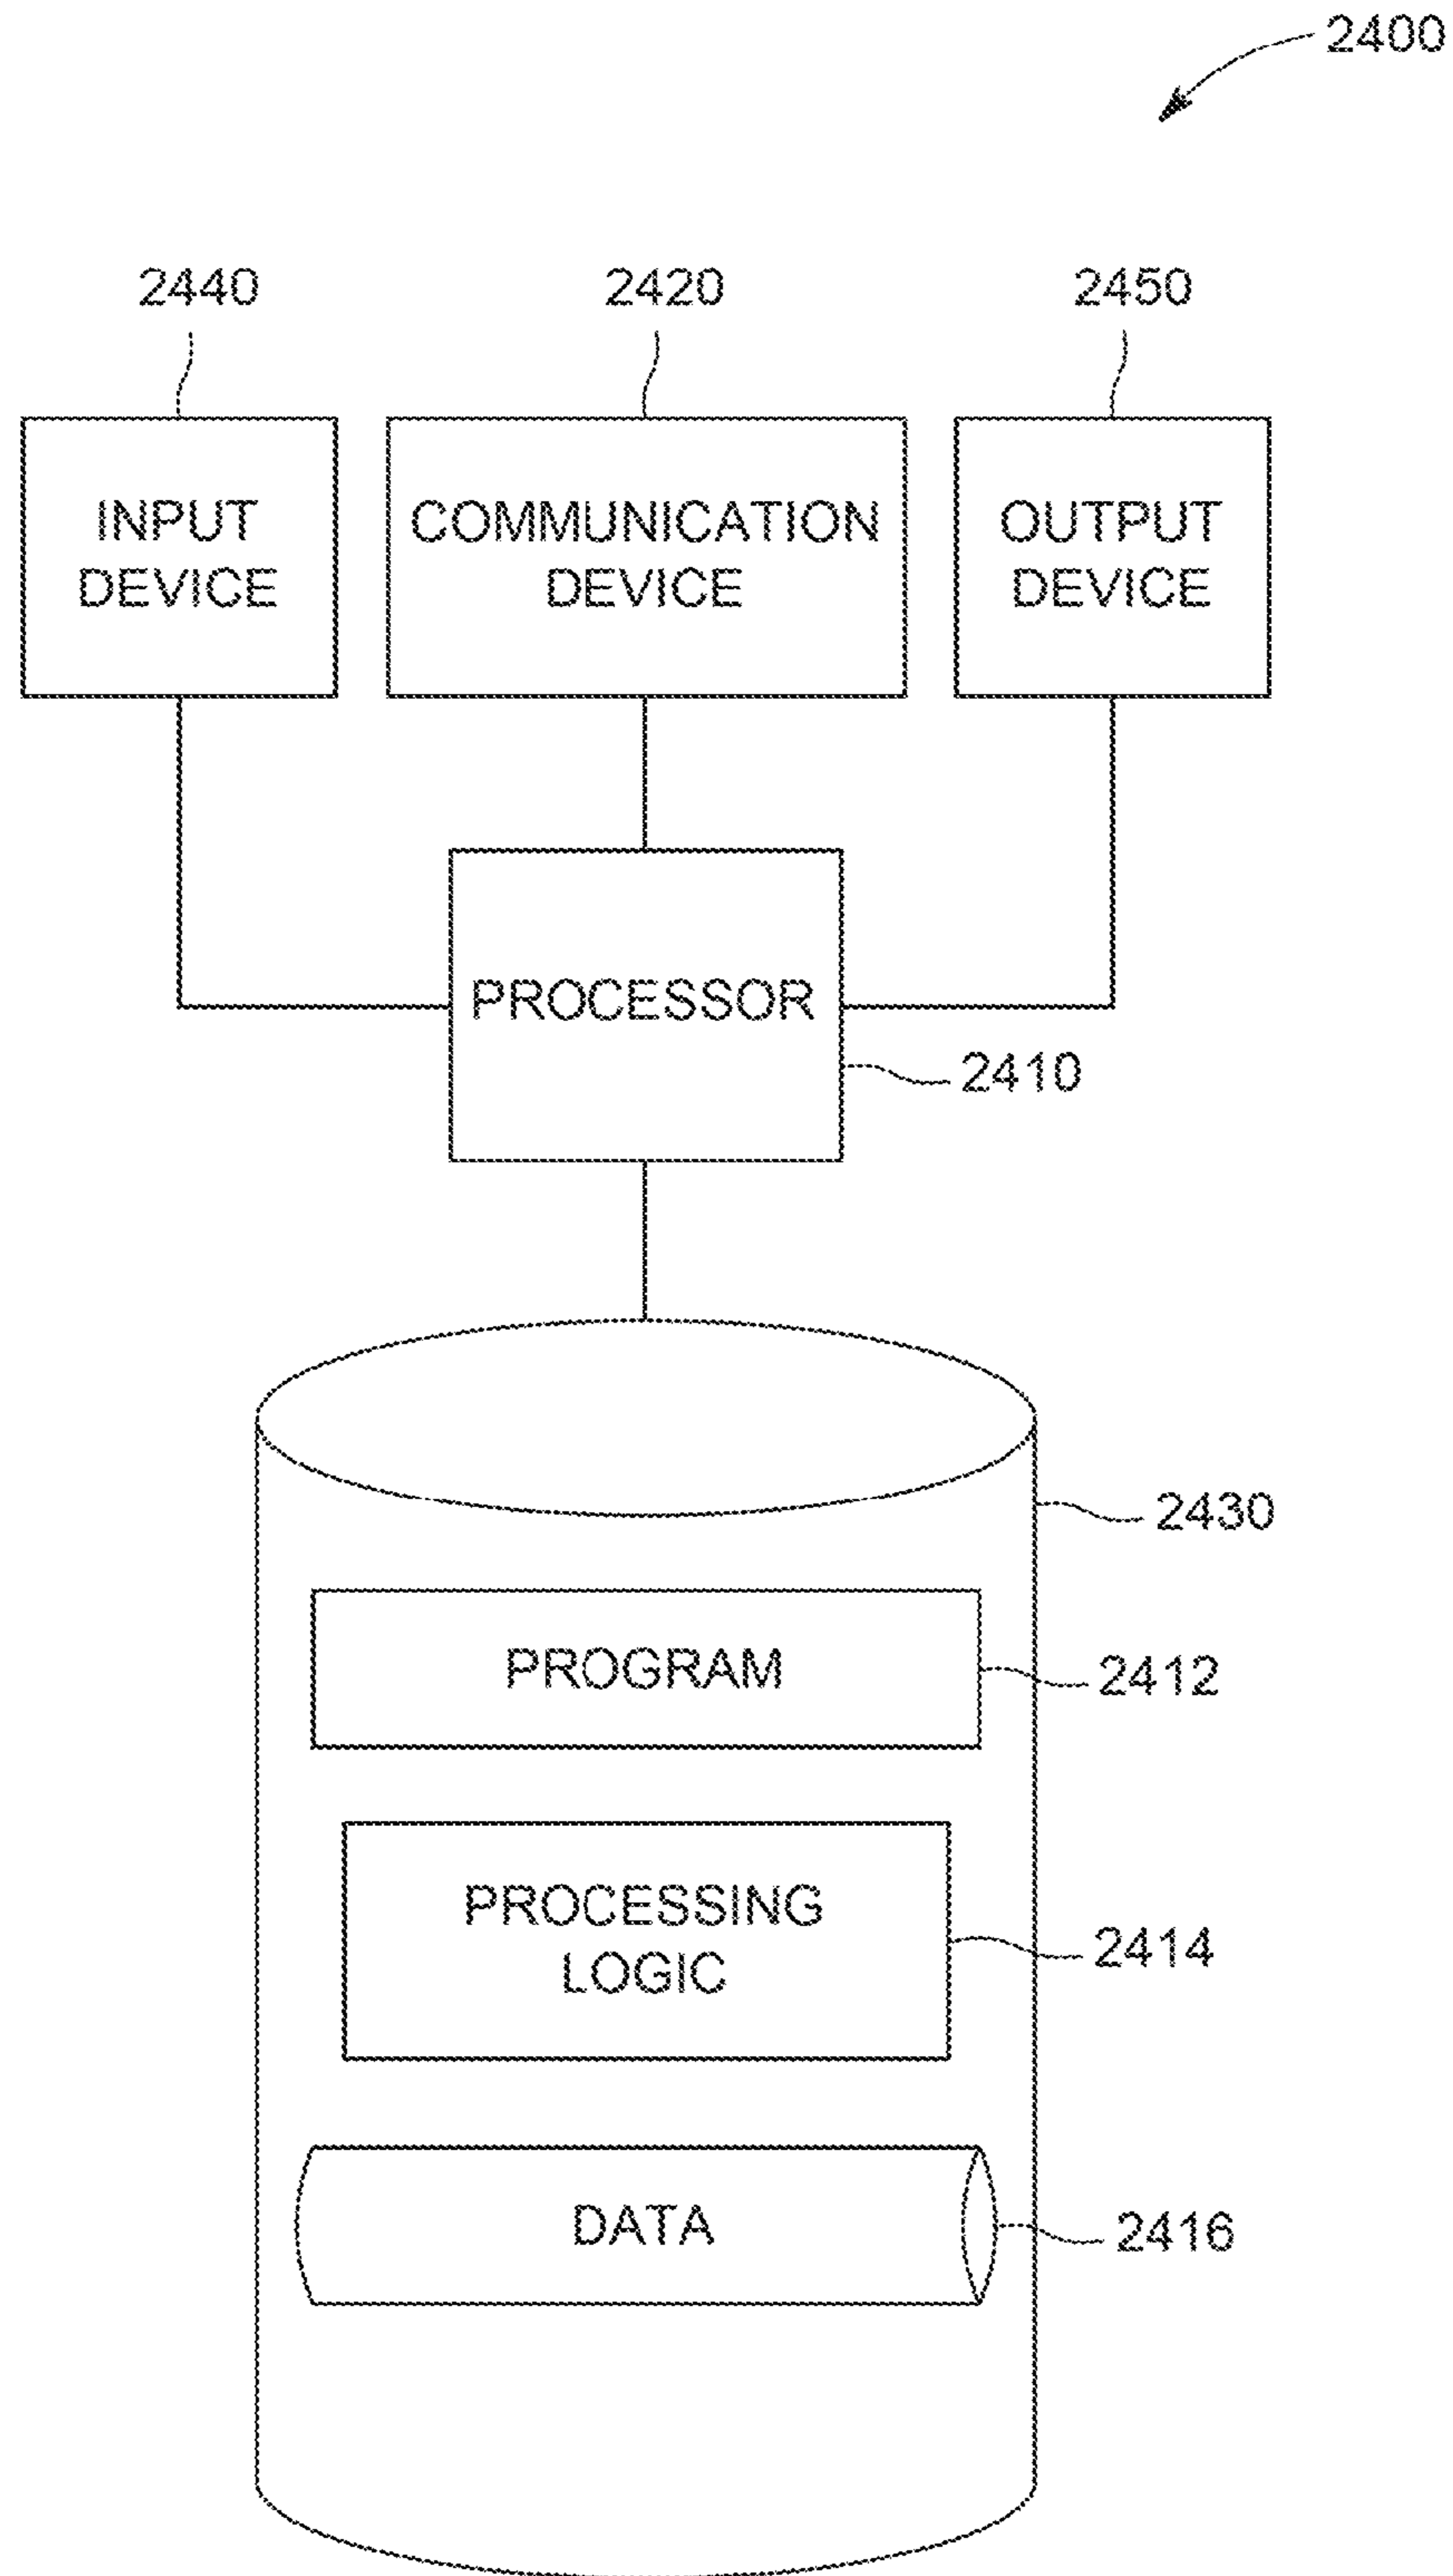 2400
2440
2420
2450
INPUT
DEVICE
COMMUNICATION
DEVICE
OUTPUT
DEVICE
PROCESSOR
2410
2430
PROGRAM
2412
PROCESSING
LOGIC
2414
DATA
2416